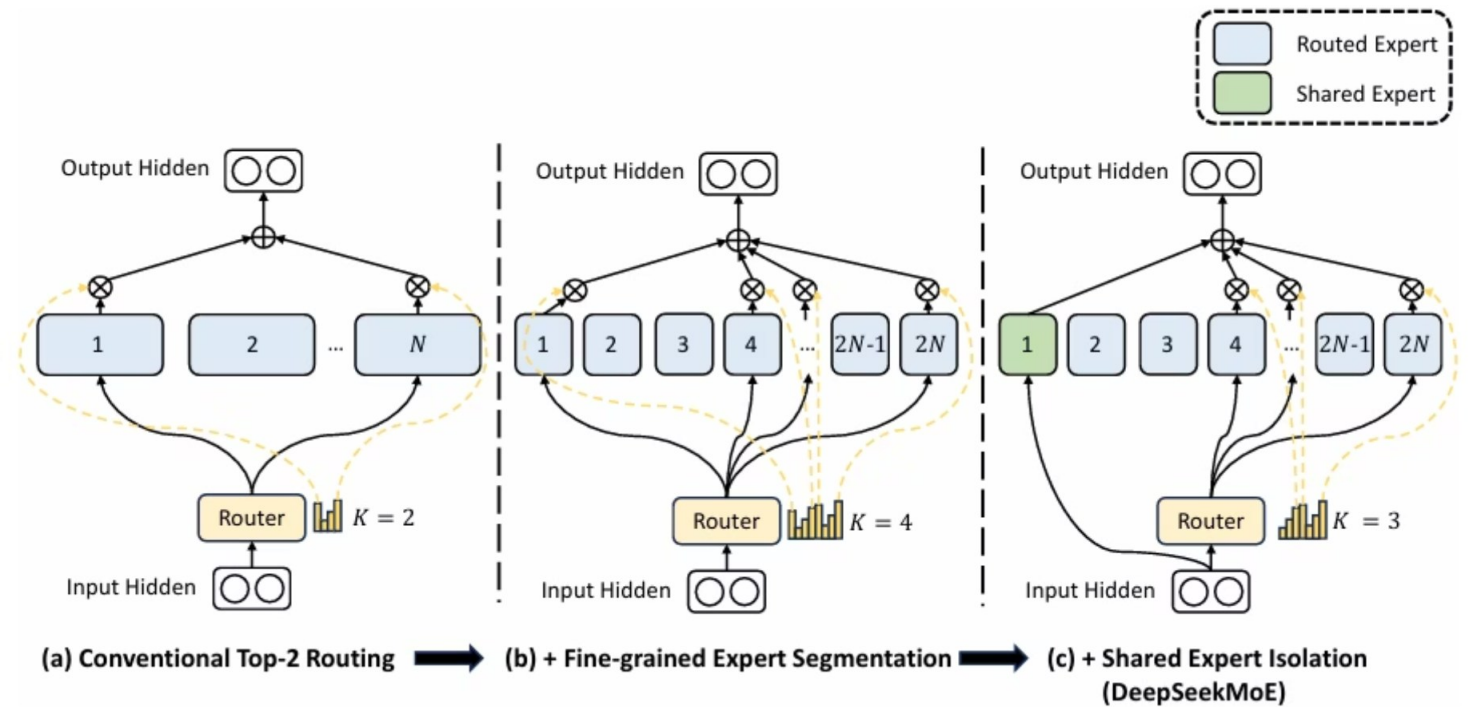 Routed Expert
Shared Expert
Output Hidden
1
2
...
N
Router
K = 2
Input Hidden
(a) Conventional Top-2 Routing
Output Hidden
1
2
3
4
...
2N-1
2N
Router
K = 4
Input Hidden
(b) + Fine-grained Expert Segmentation
Output Hidden
1
2
3
4
...
2N-1
2N
Router
K = 3
Input Hidden
(c) + Shared Expert Isolation
(DeepSeekMoE)